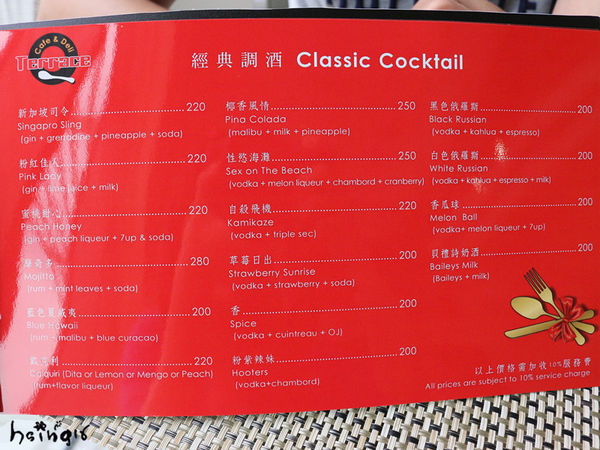 Cafe & Deli
Terrace
經典調酒 Classic Cocktail
新加坡司令 220
Singapro Sling
(gin + grenadine + pineapple + soda)
粉紅佳人 220
Pink Lady
(gin + lime juice + milk)
蜜桃甜心 220
Peach Honey
(gin + peach liqueur + 7up & soda)
摩奇多 280
Mojitto
(rum + mint leaves + soda)
藍色夏威夷 200
Blue Hawaii
(rum + malibu + blue curacao)
220
Daiquiri (Dita or Lemon or Mengo or Peach)
(rum+flavor liqueur)
椰香風情 250
Pina Colada
(malibu + milk + pineapple)
性慾海灘 250
Sex on The Beach
(vodka + melon liqueur + chambord + cranberry)
自殺飛機 220
Kamikaze
(vodka + triple sec)
草莓日出 200
Strawberry Sunrise
(vodka + strawberry + soda)
香 200
Spice
(vodka + cuintreau + OJ)
粉紫辣妹 200
Hooters
(vodka+chambord)
黑色俄羅斯 200
Black Russian
(vodka + kahlua + espresso)
白色俄羅斯 200
White Russian
(vodka + kahlua + espresso + milk)
香瓜球 200
Melon Ball
(vodka + melon liqueur + 7up)
貝禮詩奶酒 200
Baileys Milk
(Baileys + milk)
以上價格需加收10%服務費
All prices are subject to 10% service charge